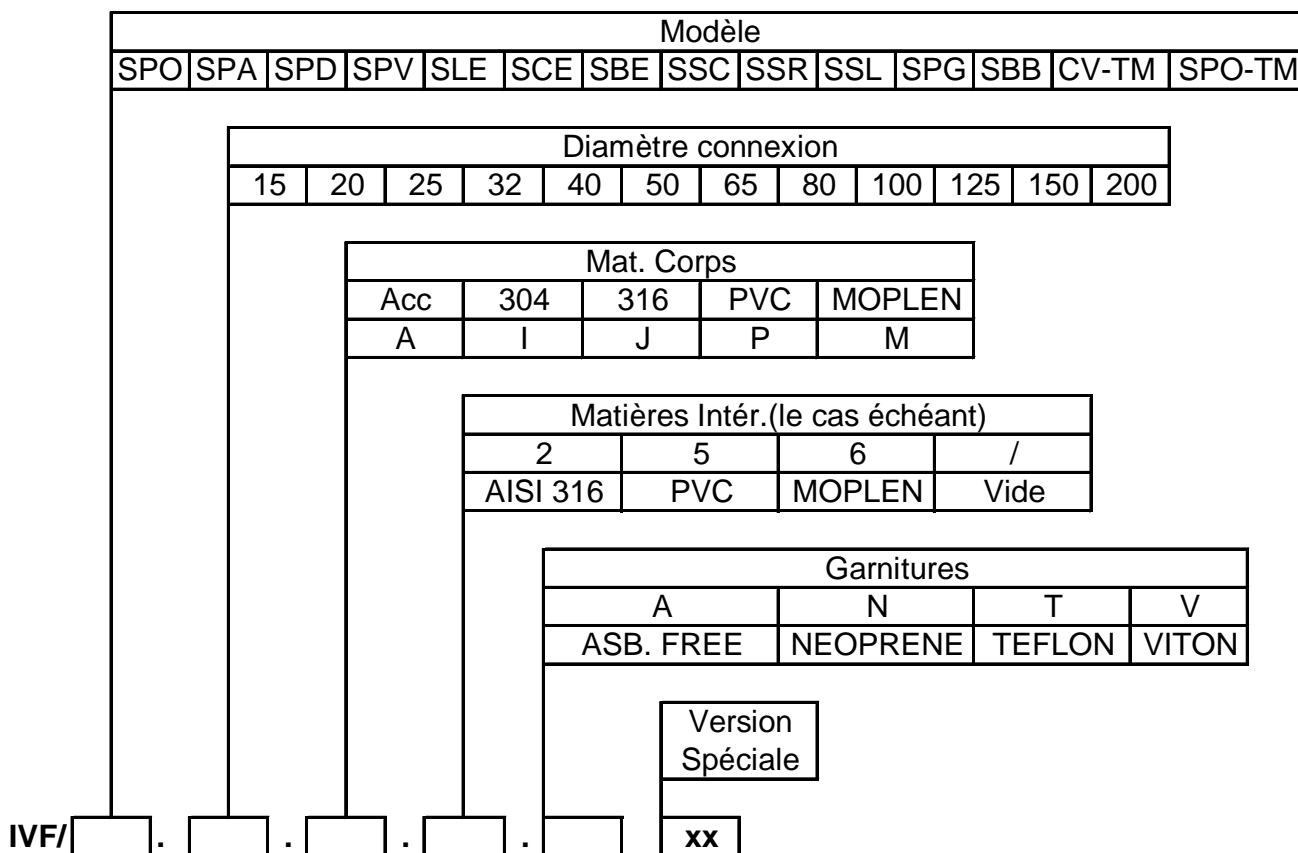 Modèle
SPO SPA SPD SPV SLE SCE SBE SSC SSR SSL SPG SBB CV-TM SPO-TM
Diamètre connexion
15 20 25 32 40 50 65 80 100 125 150 200
Mat. Corps
Acc 304 316 PVC MOPLEN
A I J P M
Matières Intér.(le cas échéant)
2 5 6 /
AISI 316 PVC MOPLEN Vide
Garnitures
A N T V
ASB. FREE NEOPRENE TEFLON VITON
Version
Spéciale
IVF/ . . . . xx